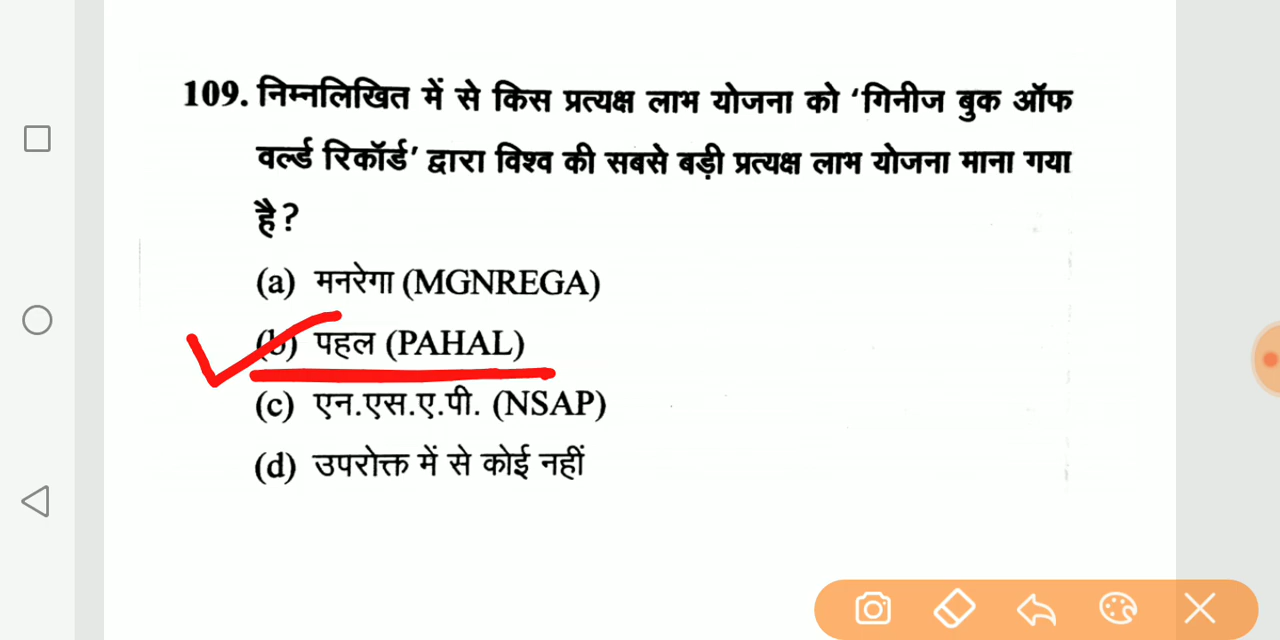 109. निम्नलिखित में से किस प्रत्यक्ष लाभ योजना को ‘गिनीज बुक ऑफ
वर्ल्ड रिकॉर्ड’ द्वारा विश्व की सबसे बड़ी प्रत्यक्ष लाभ योजना माना गया
है?
(a) मनरेगा (MGNREGA)
(b) पहल (PAHAL)
(c) एन.एस.ए.पी. (NSAP)
(d) उपरोक्त में से कोई नहीं